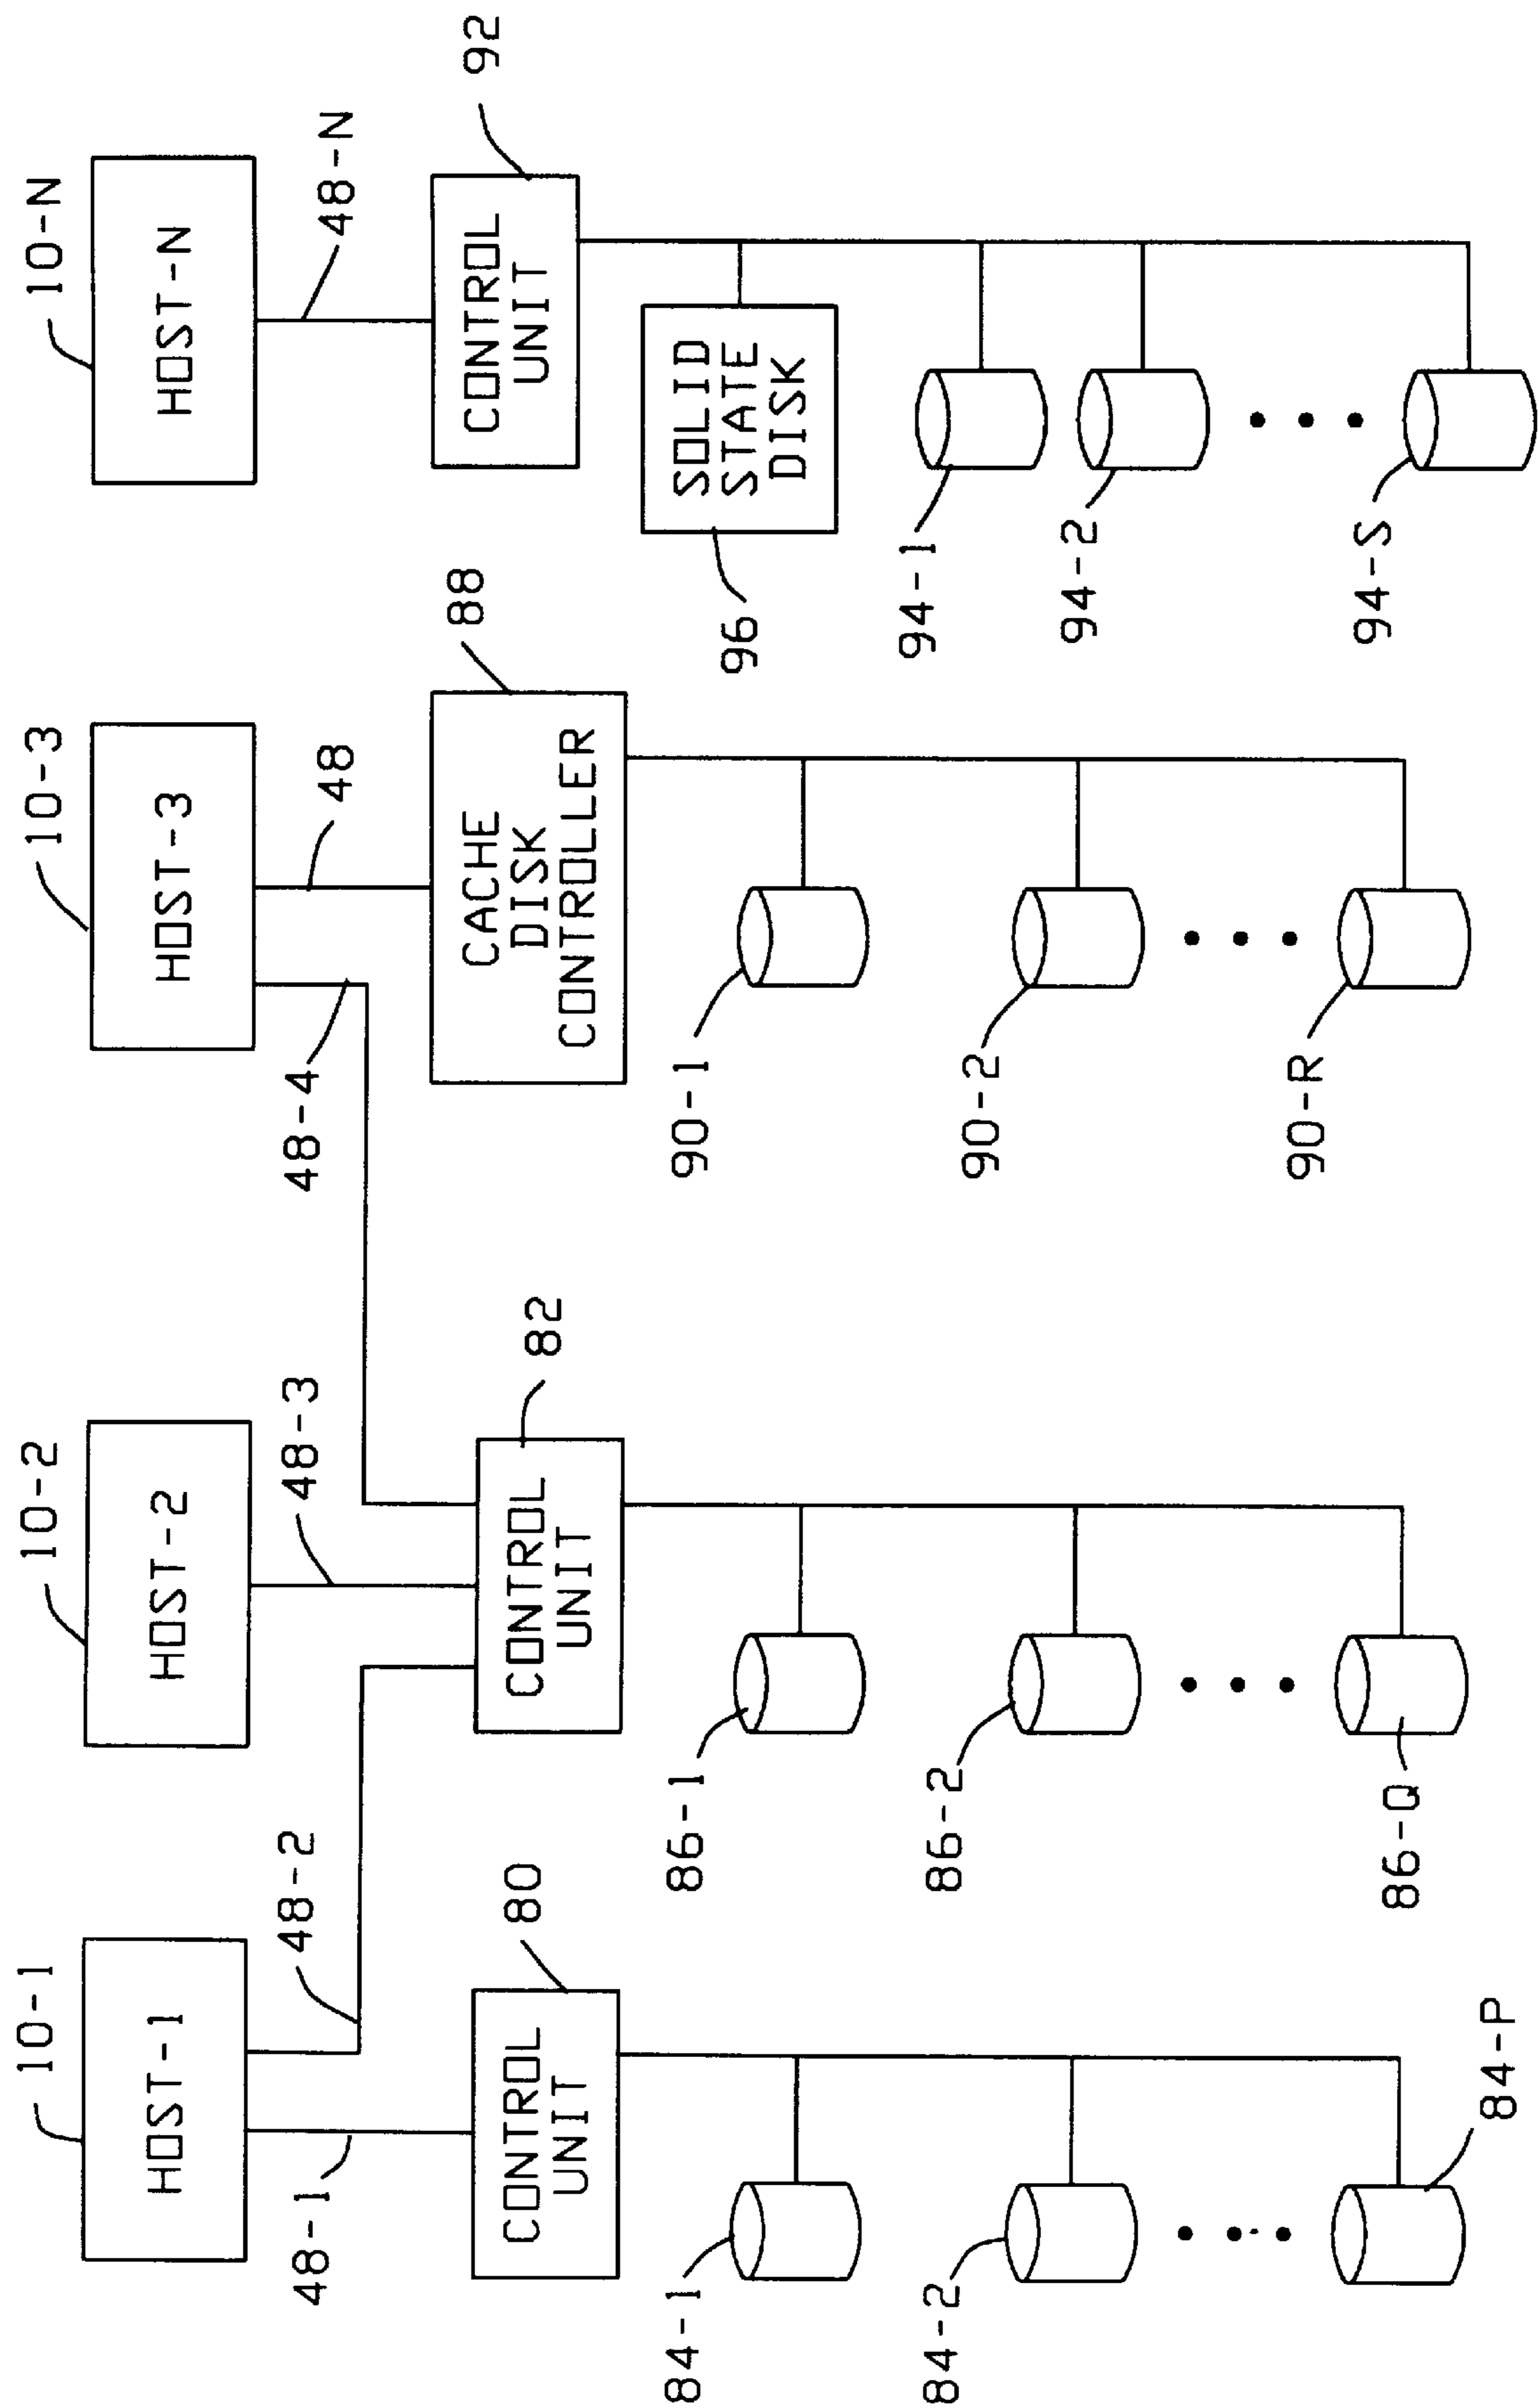 10-1
10-2
10-3
10-N
HOST-1
HOST-2
HOST-3
HOST-N
48-1
48-2
48-3
48-4
48
48-N
80
82
88
92
CONTROL
UNIT
CONTROL
UNIT
CACHE
DISK
CONTROLLER
CONTROL
UNIT
SOLID
STATE
DISK
96
84-1
86-1
90-1
94-1
84-2
86-2
90-2
94-2
84-P
86-Q
90-R
94-S